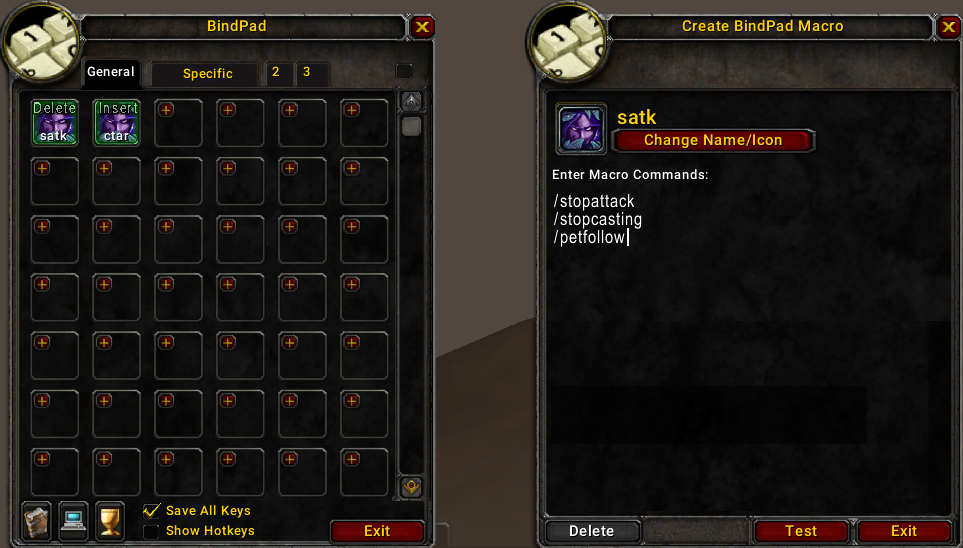 BindPad
General
Specific
2
3
Delete
satk
Insert
ctar
Save All Keys
Show Hotkeys
Exit
Create BindPad Macro
satk
Change Name/Icon
Enter Macro Commands:
/stopattack
/stopcasting
/petfollow
Delete
Test
Exit